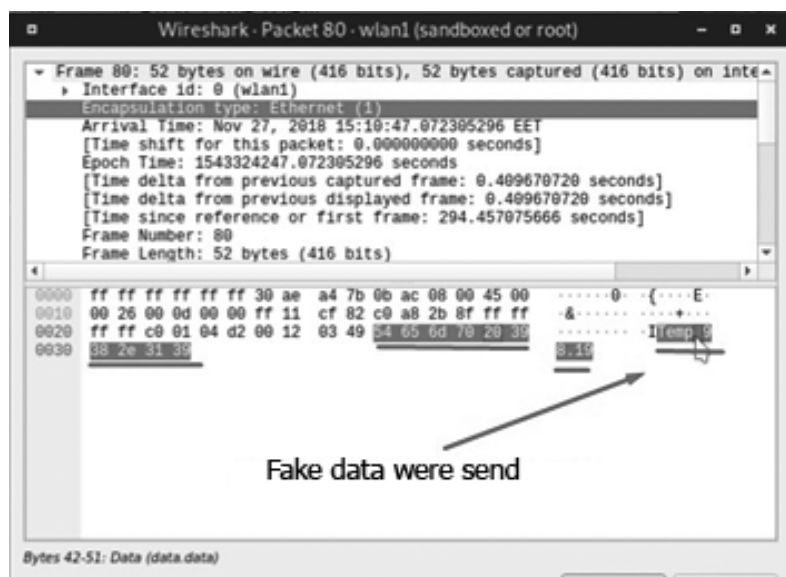 Wireshark · Packet 80 · wlan1 (sandboxed or root)
Frame 80: 52 bytes on wire (416 bits), 52 bytes captured (416 bits) on inte
Interface id: 0 (wlan1)
Encapsulation type: Ethernet (1)
Arrival Time: Nov 27, 2018 15:10:47.072305296 EET
[Time shift for this packet: 0.000000000 seconds]
Epoch Time: 1543324247.072305296 seconds
[Time delta from previous captured frame: 0.409670720 seconds]
[Time delta from previous displayed frame: 0.409670720 seconds]
[Time since reference or first frame: 294.457075666 seconds]
Frame Number: 80
Frame Length: 52 bytes (416 bits)
0000 ff ff ff ff ff ff 30 ae a4 7b 0b ac 08 00 45 00 ······0· ·{····E·
0010 00 26 00 0d 00 00 ff 11 cf 82 c0 a8 2b 8f ff ff ·&······ ····+···
0020 ff ff c0 01 04 d2 00 12 03 49 54 65 6d 70 20 39 ········ ·ITemp 9
0030 38 2e 31 39 8.19
Fake data were send
Bytes 42-51: Data (data.data)